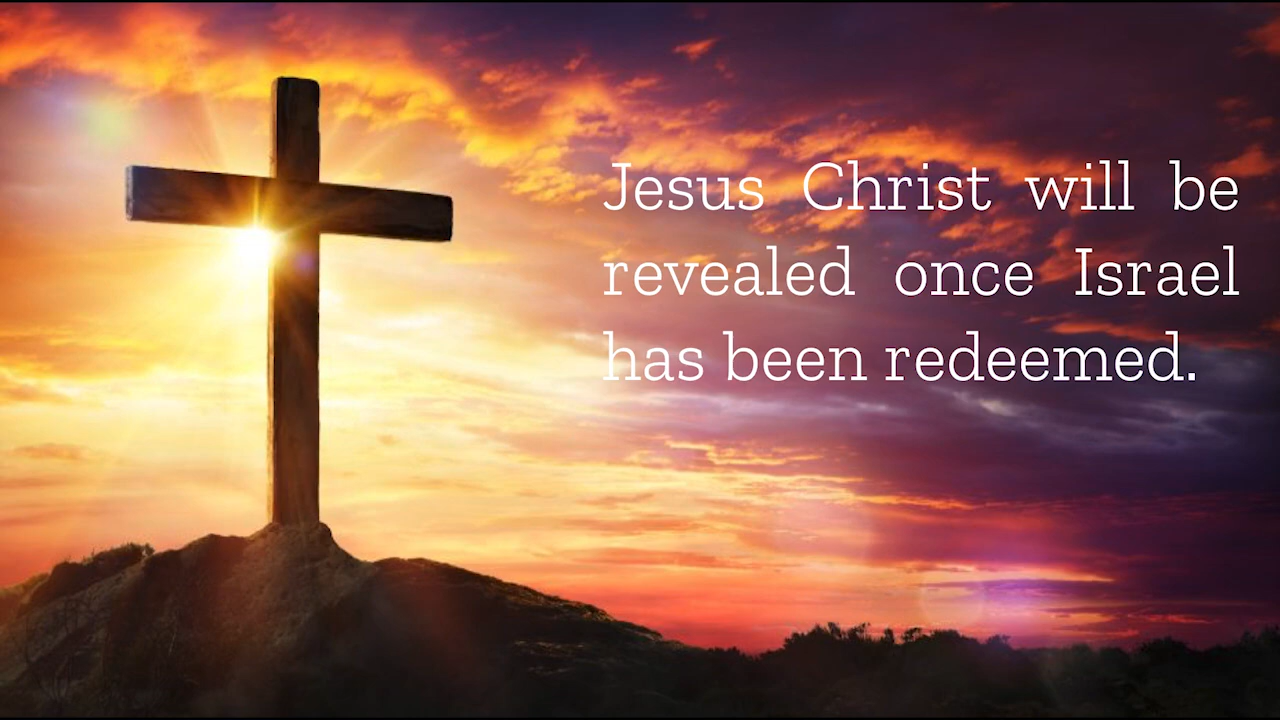 Jesus Christ will be
revealed once Israel
has been redeemed.